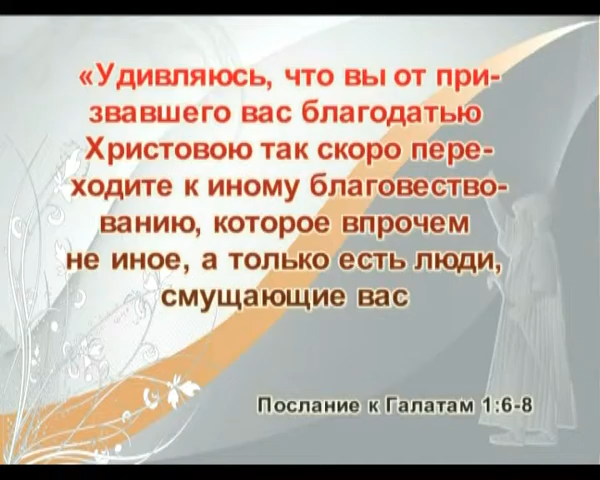 «Удивляюсь, что вы от при-
звавшего вас благодатью
Христовою так скоро пере-
ходите к иному благовество-
ванию, которое впрочем
не иное, а только есть люди,
смущающие вас
Послание к Галатам 1:6-8